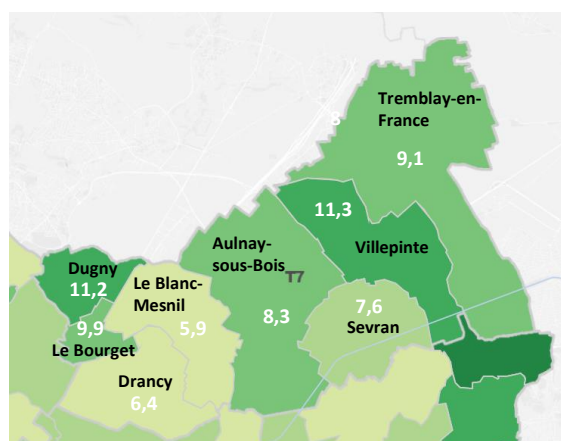 Tremblay-en-
France
9,1
11,3
Villepinte
Aulnay-
sous-Bois
T7
8,3
Dugny
11,2
Le Blanc-
Mesnil
5,9
9,9
Le Bourget
7,6
Sevran
Drancy
6,4